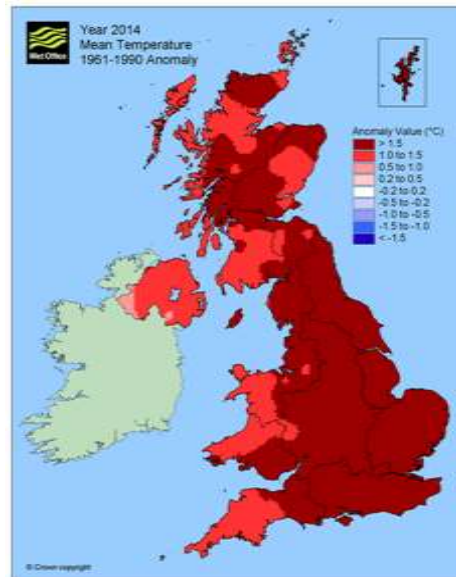 Met Office
Year 2014
Mean Temperature
1961-1990 Anomaly
Anomaly Value (°C)
> 1.5
1.0 to 1.5
0.5 to 1.0
0.2 to 0.5
-0.2 to 0.2
-0.5 to -0.2
-1.0 to -0.5
-1.5 to -1.0
< -1.5
© Crown copyright